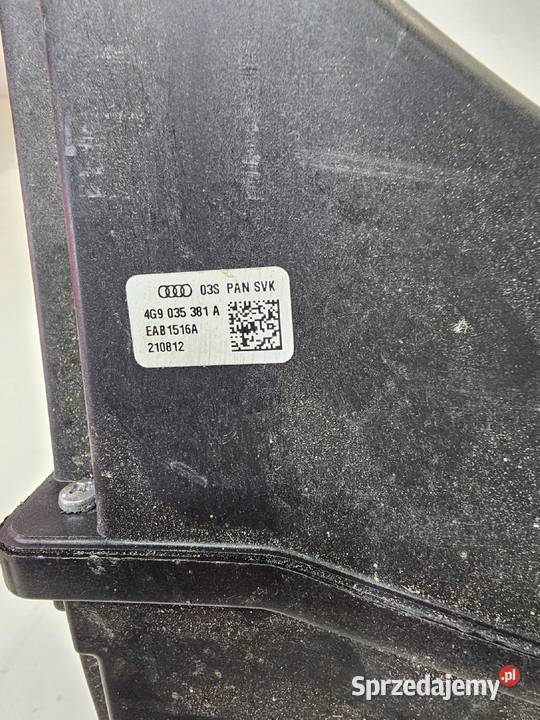 03S PAN SVK
4G9 035 381 A
EAB1516A
210812
Sprzedajemy.pl